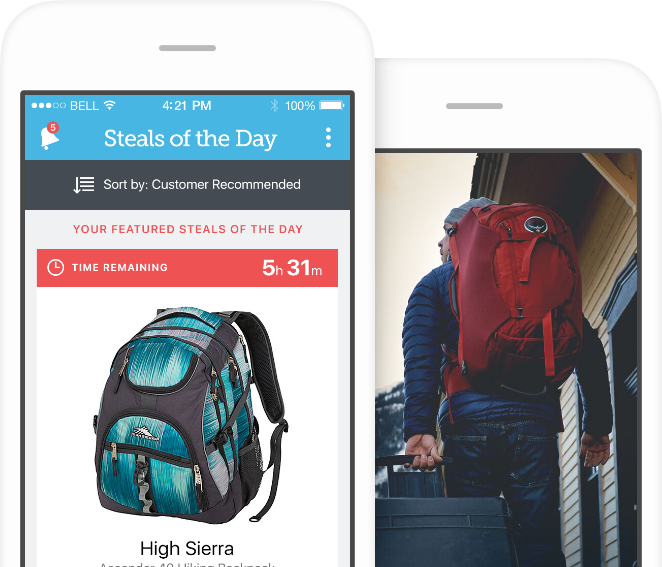 BELL 4:21 PM 100%
5
Steals of the Day
Sort by: Customer Recommended
YOUR FEATURED STEALS OF THE DAY
TIME REMAINING 5h 31m
High Sierra